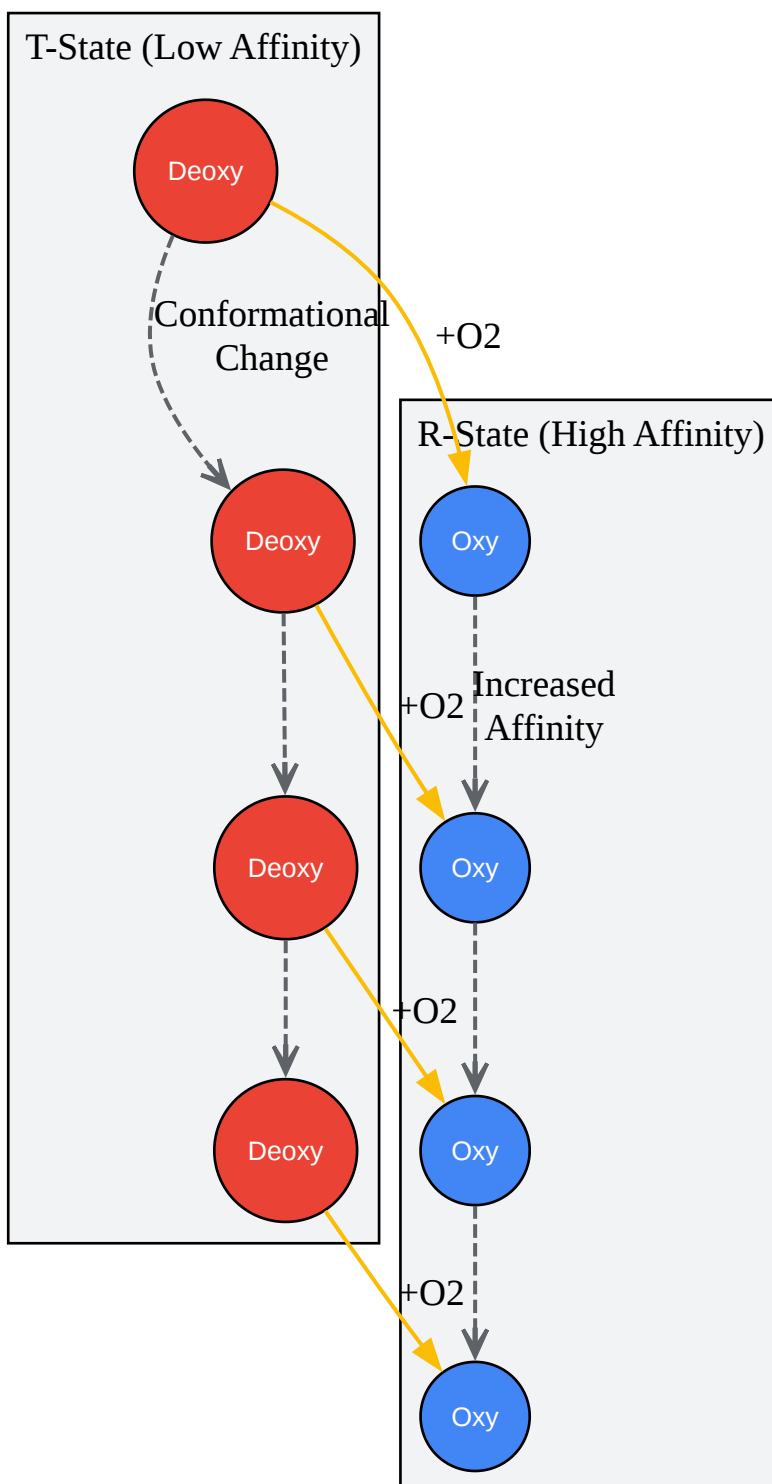 T-State (Low Affinity)
Deoxy
Conformational
Change
+O2
R-State (High Affinity)
Deoxy
Oxy
+O2
Increased
Affinity
Deoxy
Oxy
+O2
Deoxy
Oxy
+O2
Oxy